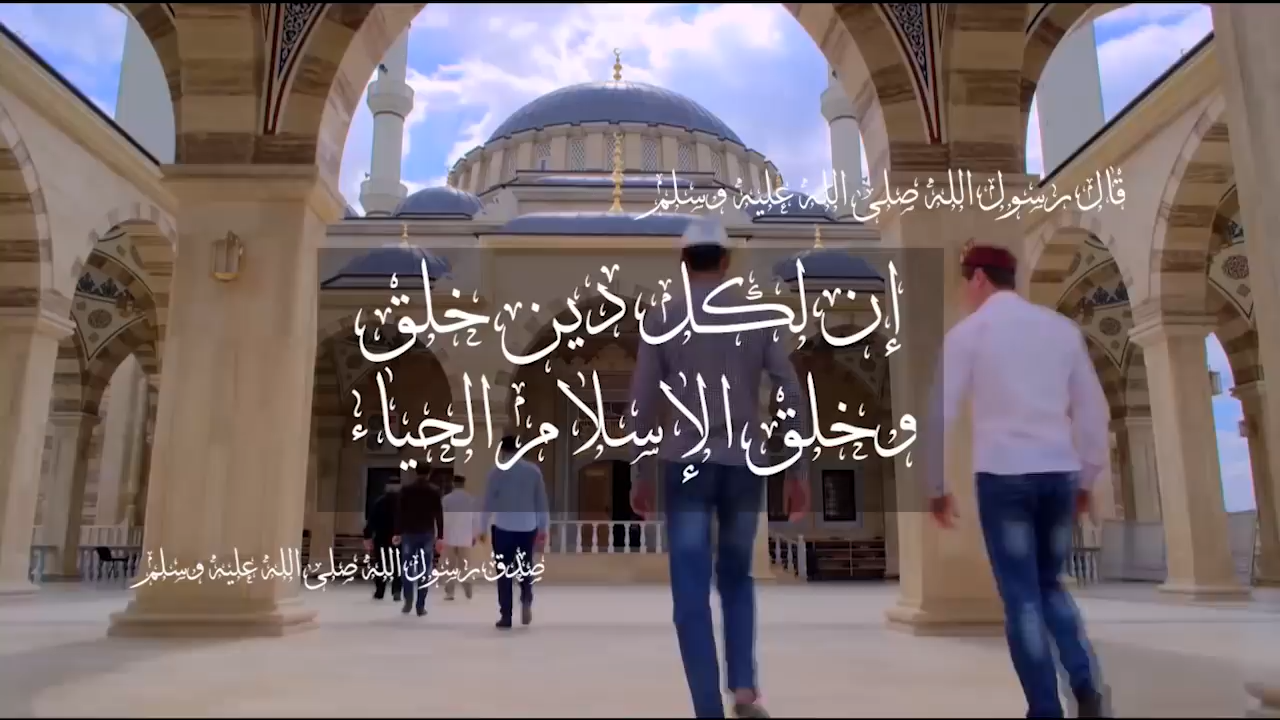 قال رسول الله صلى الله عليه وسلم
إن لكل دين خلق
وخلق الإسلام الحياء
صدق رسول الله صلى الله عليه وسلم